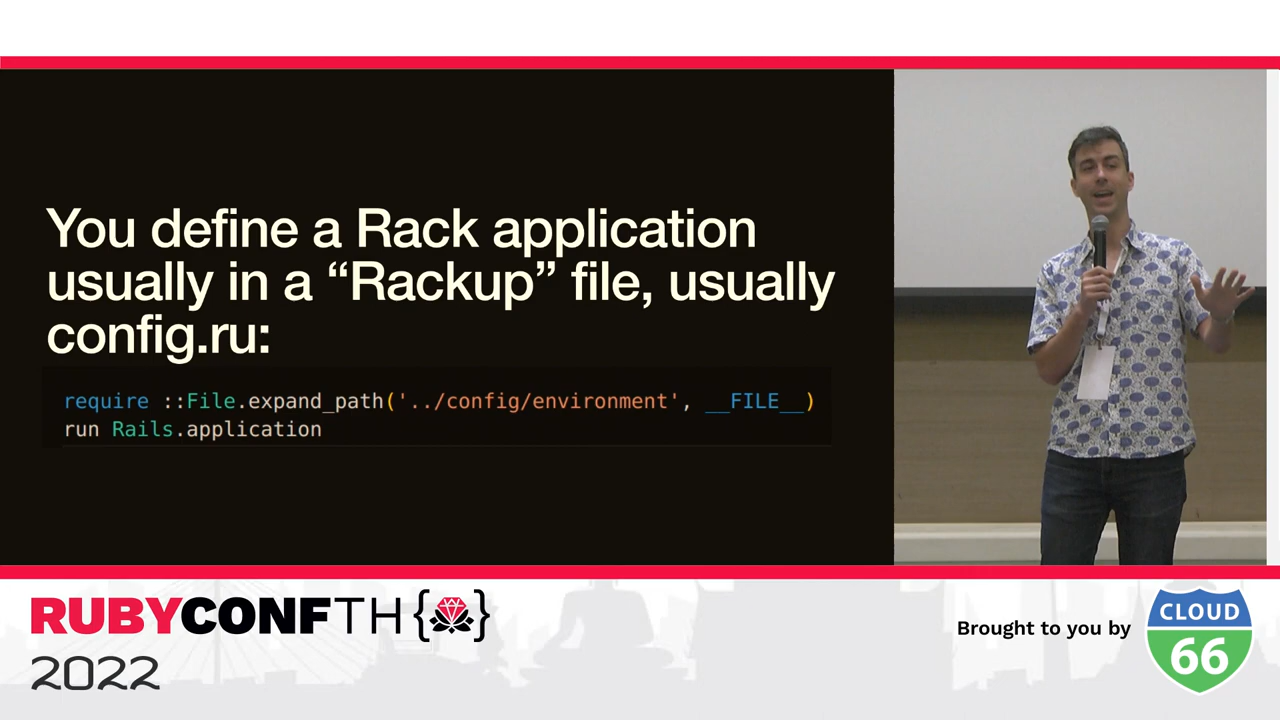 You define a Rack application
usually in a “Rackup” file, usually
config.ru:
require ::File.expand_path('../config/environment', __FILE__)
run Rails.application
RUBYCONFTH{}
2022
Brought to you by
CLOUD
66